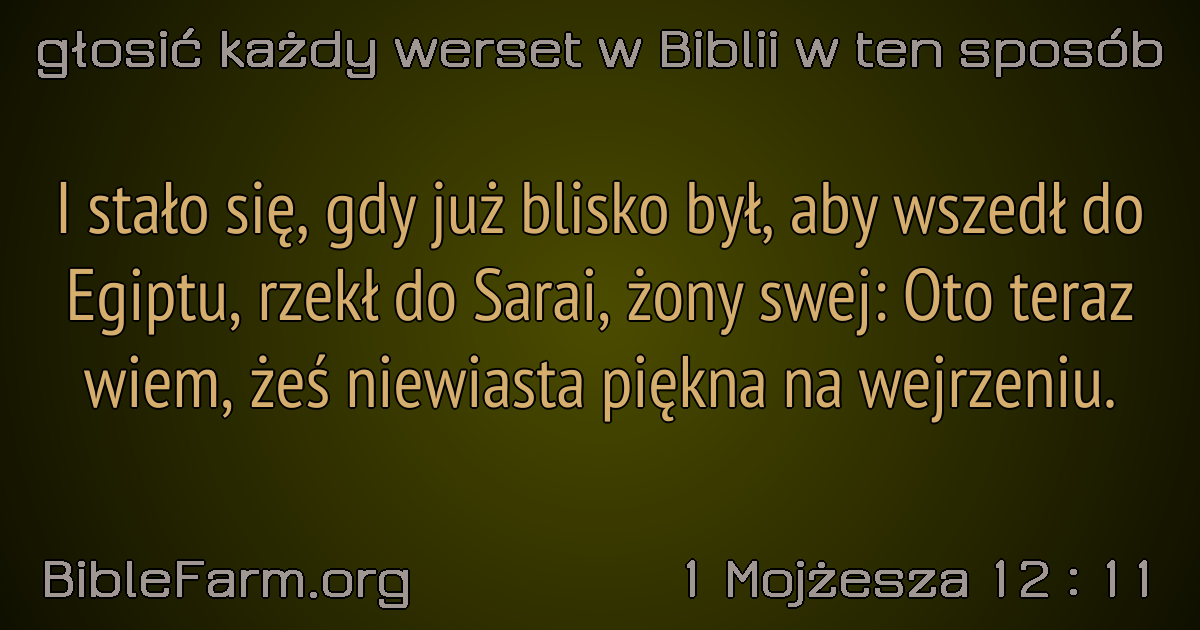 głosić każdy werset w Biblii w ten sposób
I stało się, gdy już blisko był, aby wszedł do
Egiptu, rzekł do Sarai, żony swej: Oto teraz
wiem, żeś niewiasta piękna na wejrzeniu.
BibleFarm.org
1 Mojżesza 12 : 11